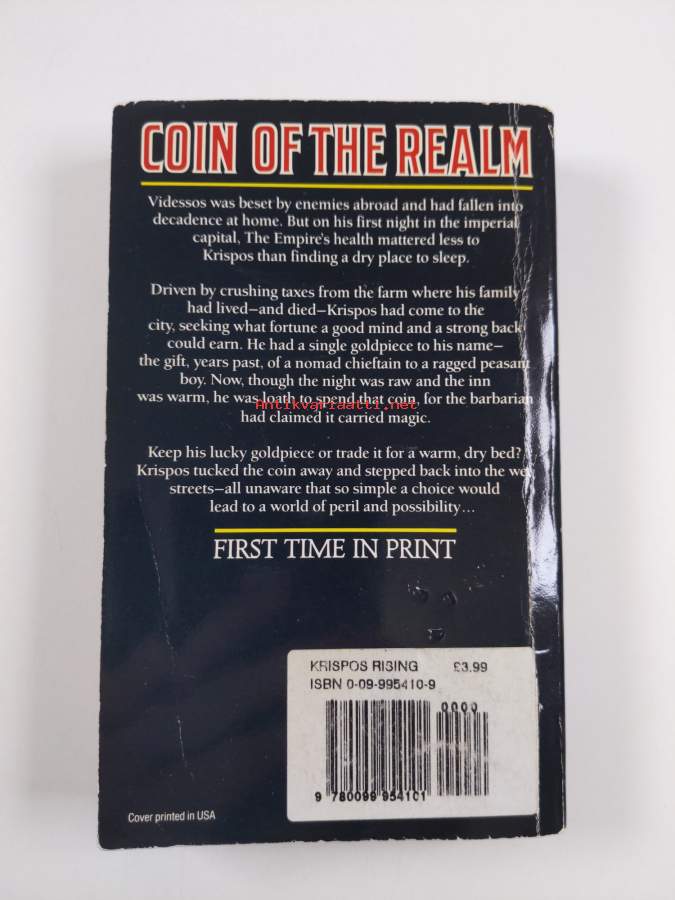 COIN OF THE REALM
Videssos was beset by enemies abroad and had fallen into
decadence at home. But on his first night in the imperial
capital, The Empire's health mattered less to
Krispos than finding a dry place to sleep.
Driven by crushing taxes from the farm where his family
had lived—and died—Krispos had come to the
city, seeking what fortune a good mind and a strong back
could earn. He had a single goldpiece to his name—
the gift, years past, of a nomad chieftain to a ragged peasant
boy. Now, though the night was raw and the inn
was warm, he was loath to spend that coin, for the barbarian
Antikvariaatti.net
had claimed it carried magic.
Keep his lucky goldpiece or trade it for a warm, dry bed?
Krispos tucked the coin away and stepped back into the wet
streets—all unaware that so simple a choice would
lead to a world of peril and possibility...
FIRST TIME IN PRINT
KRISPOS RISING £3.99
ISBN 0-09-995410-9
0000
9 780099 954101
Cover printed in USA